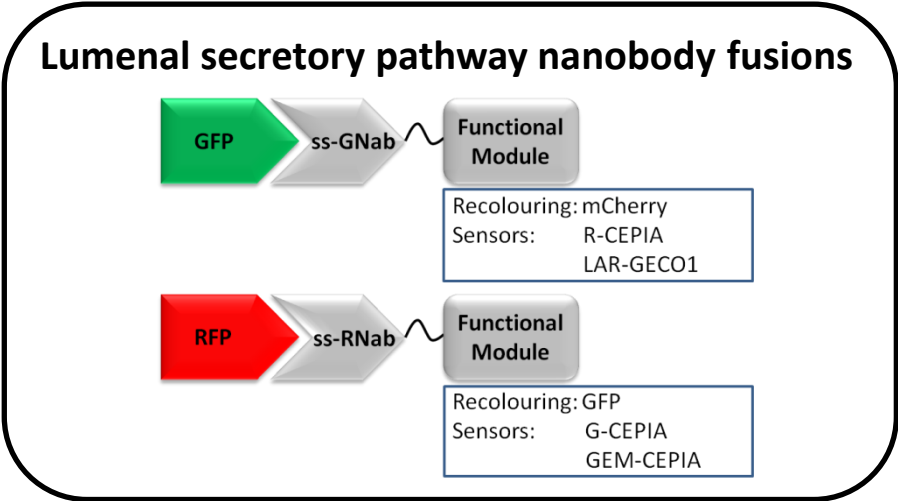 Lumenal secretory pathway nanobody fusions
GFP
ss-GNab
Functional
Module
Recolouring: mCherry
Sensors: R-CEPIA
LAR-GECO1
RFP
ss-RNab
Functional
Module
Recolouring: GFP
Sensors: G-CEPIA
GEM-CEPIA